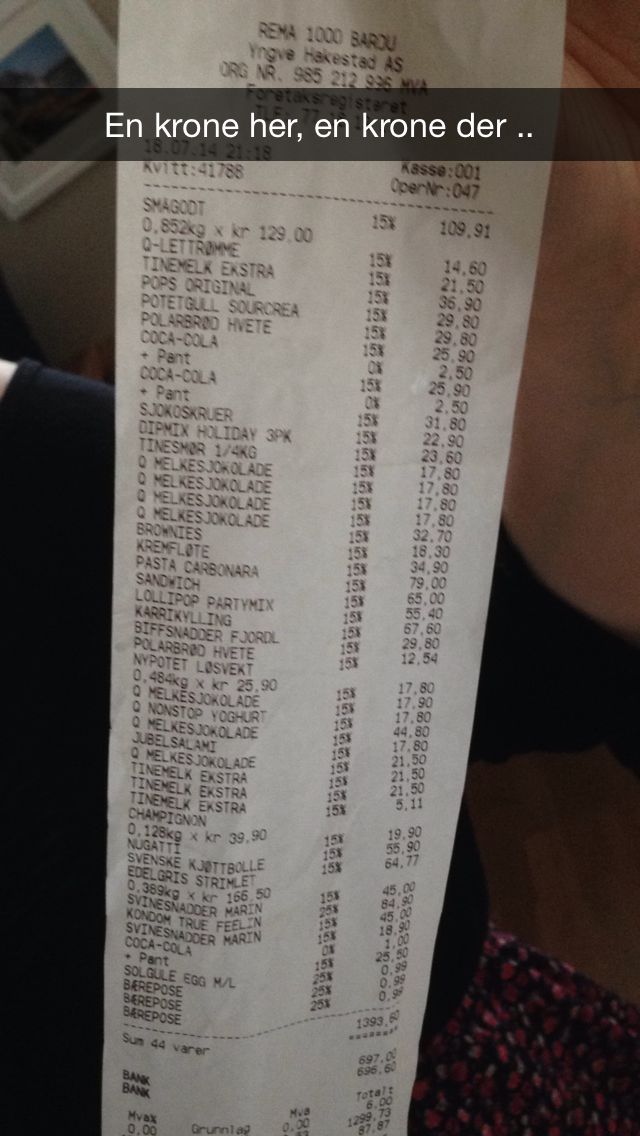 REMA 1000 BARDU
Yngve Hakestad AS
ORG NR. 985 212 936 MVA
Foretaksregisteret
En krone her, en krone der ..
18.07.14 21:18
Kvitt:41788 Kasse:001
OperNr:047
SMÅGODT 15% 109,91
0,852kg x kr 129,00
Q-LETTRØMME 15% 14,60
TINEMELK EKSTRA 15% 21,50
POPS ORIGINAL 15% 36,90
POTETGULL SOURCREA 15% 29,80
POLARBRØD HVETE 15% 29,80
COCA-COLA 15% 25,90
+ Pant 0% 2,50
COCA-COLA 15% 25,90
+ Pant 0% 2,50
SJOKOSKRUER 15% 31,80
DIPMIX HOLIDAY 3PK 15% 22,90
TINESMØR 1/4KG 15% 23,60
Q MELKESJOKOLADE 15% 17,80
Q MELKESJOKOLADE 15% 17,80
Q MELKESJOKOLADE 15% 17,80
Q MELKESJOKOLADE 15% 17,80
BROWNIES 15% 32,70
KREMFLØTE 15% 18,30
PASTA CARBONARA 15% 34,90
SANDWICH 15% 79,00
LOLLIPOP PARTYMIX 15% 65,00
KARRIKYLLING 15% 55,40
BIFFSNADDER FJORDL 15% 67,60
POLARBRØD HVETE 15% 29,80
NYPOTET LØSVEKT 15% 12,54
0,484kg x kr 25,90
Q MELKESJOKOLADE 15% 17,80
Q NONSTOP YOGHURT 15% 17,90
Q MELKESJOKOLADE 15% 17,80
JUBELSALAMI 15% 44,80
Q MELKESJOKOLADE 15% 17,80
TINEMELK EKSTRA 15% 21,50
TINEMELK EKSTRA 15% 21,50
TINEMELK EKSTRA 15% 21,50
CHAMPIGNON 15% 5,11
0,128kg x kr 39,90
NUGATTI 15% 19,90
SVENSKE KJØTTBOLLE 15% 55,90
EDELGRIS STRIMLET 15% 64,77
0,389kg x kr 166,50
SVINESNADDER MARIN 15% 45,00
KONDOM TRUE FEELIN 25% 84,90
SVINESNADDER MARIN 15% 45,00
COCA-COLA 15% 18,90
+ Pant 0% 1,00
SOLGULE EGG M/L 15% 25,50
BÆREPOSE 25% 0,99
BÆREPOSE 25% 0,99
BÆREPOSE 25% 0,99
Sum 44 varer 1393,60
BANK 697,00
BANK 696,60
Mva% Grunnlag Mva Totalt
0,00 0,00 6,00
1299,73
87,87